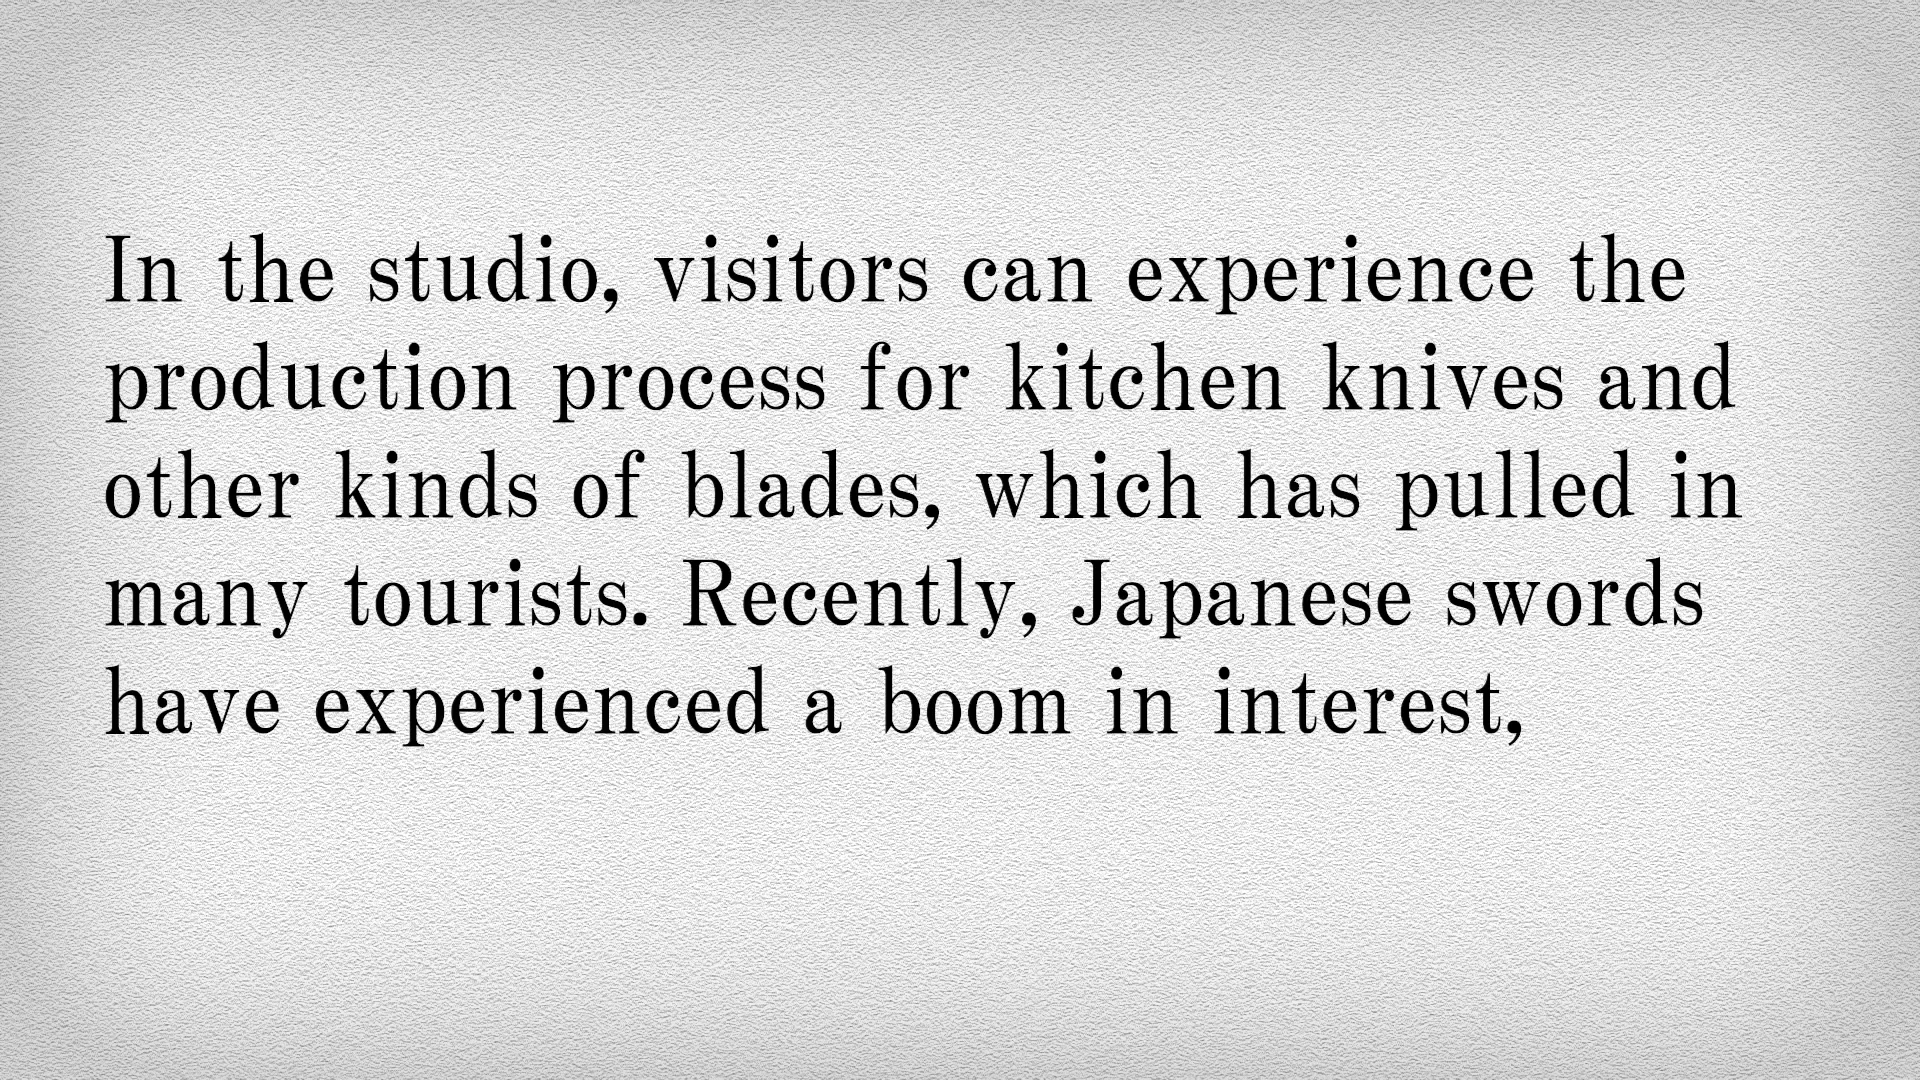 In the studio, visitors can experience the
production process for kitchen knives and
other kinds of blades, which has pulled in
many tourists. Recently, Japanese swords
have experienced a boom in interest,